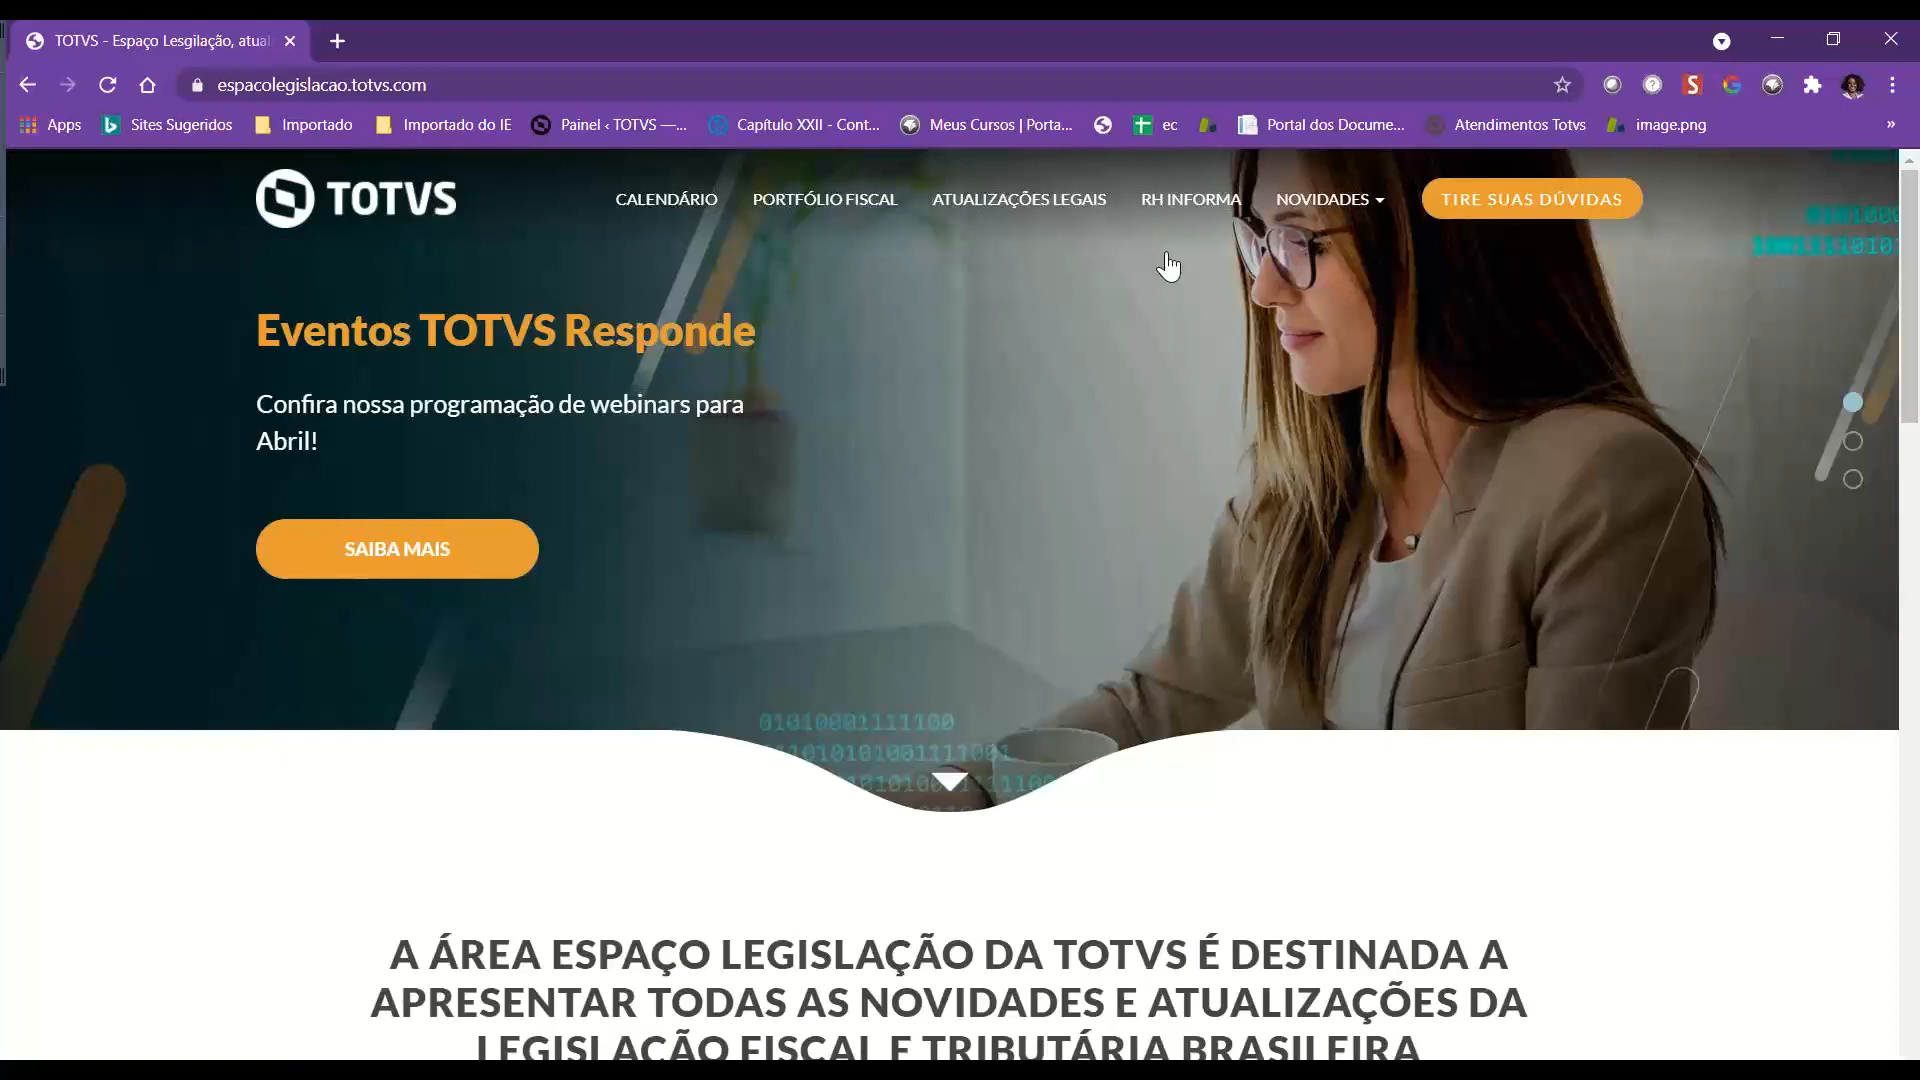 TOTVS - Espaço Lesgilação, atual
espacolegislacao.totvs.com
Apps
Sites Sugeridos
Importado
Importado do IE
Painel ‹ TOTVS —...
Capítulo XXII - Cont...
Meus Cursos | Porta...
ec
Portal dos Docume...
Atendimentos Totvs
image.png
»
TOTVS
CALENDÁRIO
PORTFÓLIO FISCAL
ATUALIZAÇÕES LEGAIS
RH INFORMA
NOVIDADES
TIRE SUAS DÚVIDAS
Eventos TOTVS Responde
Confira nossa programação de webinars para
Abril!
SAIBA MAIS
01010001111100
A ÁREA ESPAÇO LEGISLAÇÃO DA TOTVS É DESTINADA A
APRESENTAR TODAS AS NOVIDADES E ATUALIZAÇÕES DA
LEGISLAÇÃO FISCAL E TRIBUTÁRIA BRASILEIRA